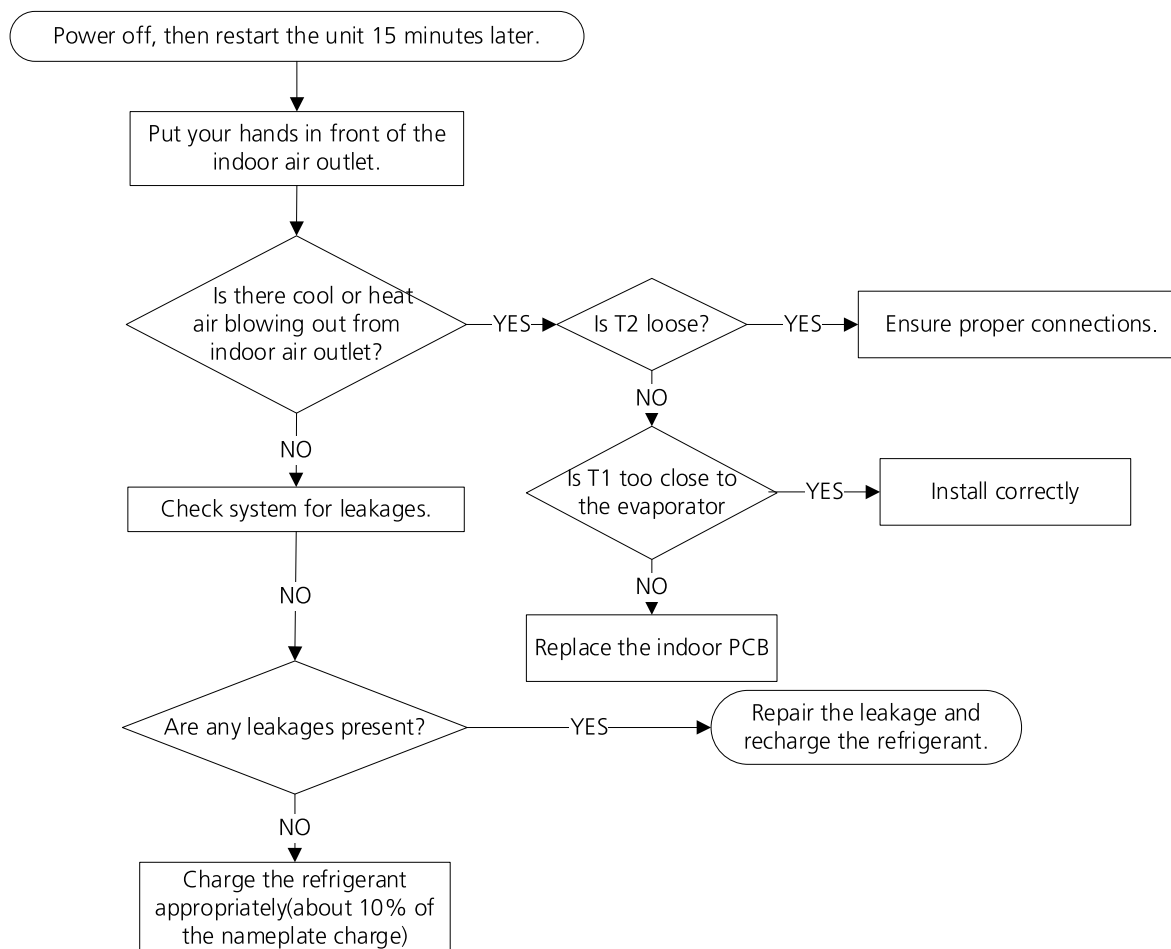 Power off, then restart the unit 15 minutes later.
Put your hands in front of the
indoor air outlet.
Is there cool or heat
air blowing out from
indoor air outlet?
YES
Is T2 loose?
YES
Ensure proper connections.
NO
NO
Is T1 too close to
the evaporator
YES
Install correctly
Check system for leakages.
NO
NO
Replace the indoor PCB
Are any leakages present?
YES
Repair the leakage and
recharge the refrigerant.
NO
Charge the refrigerant
appropriately(about 10% of
the nameplate charge)